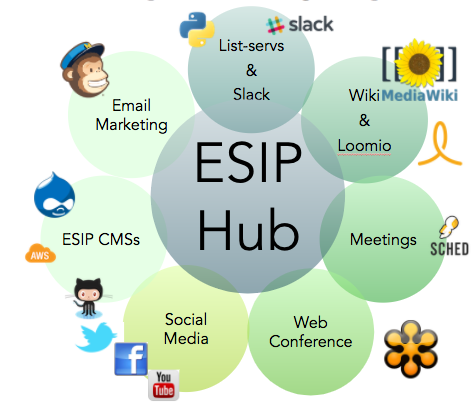 slack
List-servs
&
Slack
Email
Marketing
Wiki
&
Loomio
[[ ]]
MediaWiki
ESIP
Hub
ESIP CMSs
AWS
Meetings
SCHED
Social
Media
Web
Conference
f
You
Tube